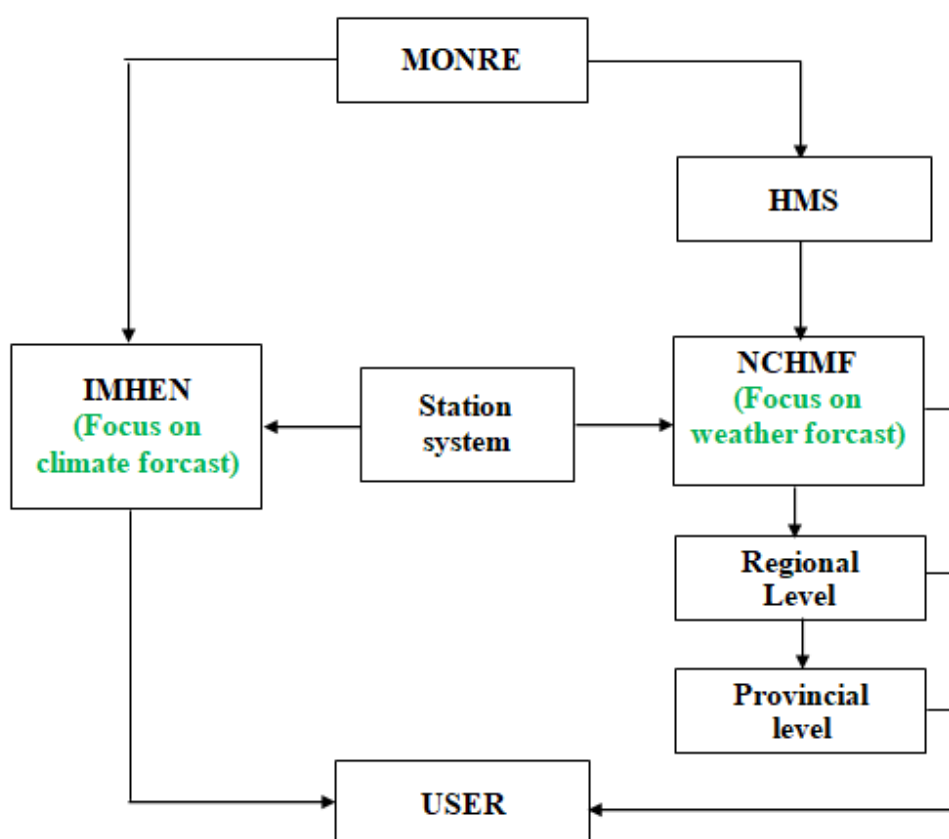 MONRE
HMS
IMHEN
(Focus on
climate forcast)
Station
system
NCHMF
(Focus on
weather forcast)
Regional
Level
Provincial
level
USER